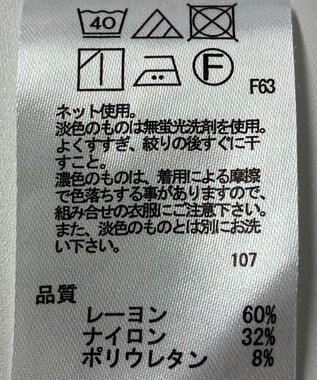 40
F
F63
ネット使用。
淡色のものは無蛍光洗剤を使用。
よくすすぎ、絞りの後すぐに干
すこと。
濃色のものは、着用による摩擦
で色落ちする事がありますので、
組み合せの衣服にご注意下さい。
また、淡色のものとは別にお洗
い下さい。
107
品質
レーヨン 60%
ナイロン 32%
ポリウレタン 8%